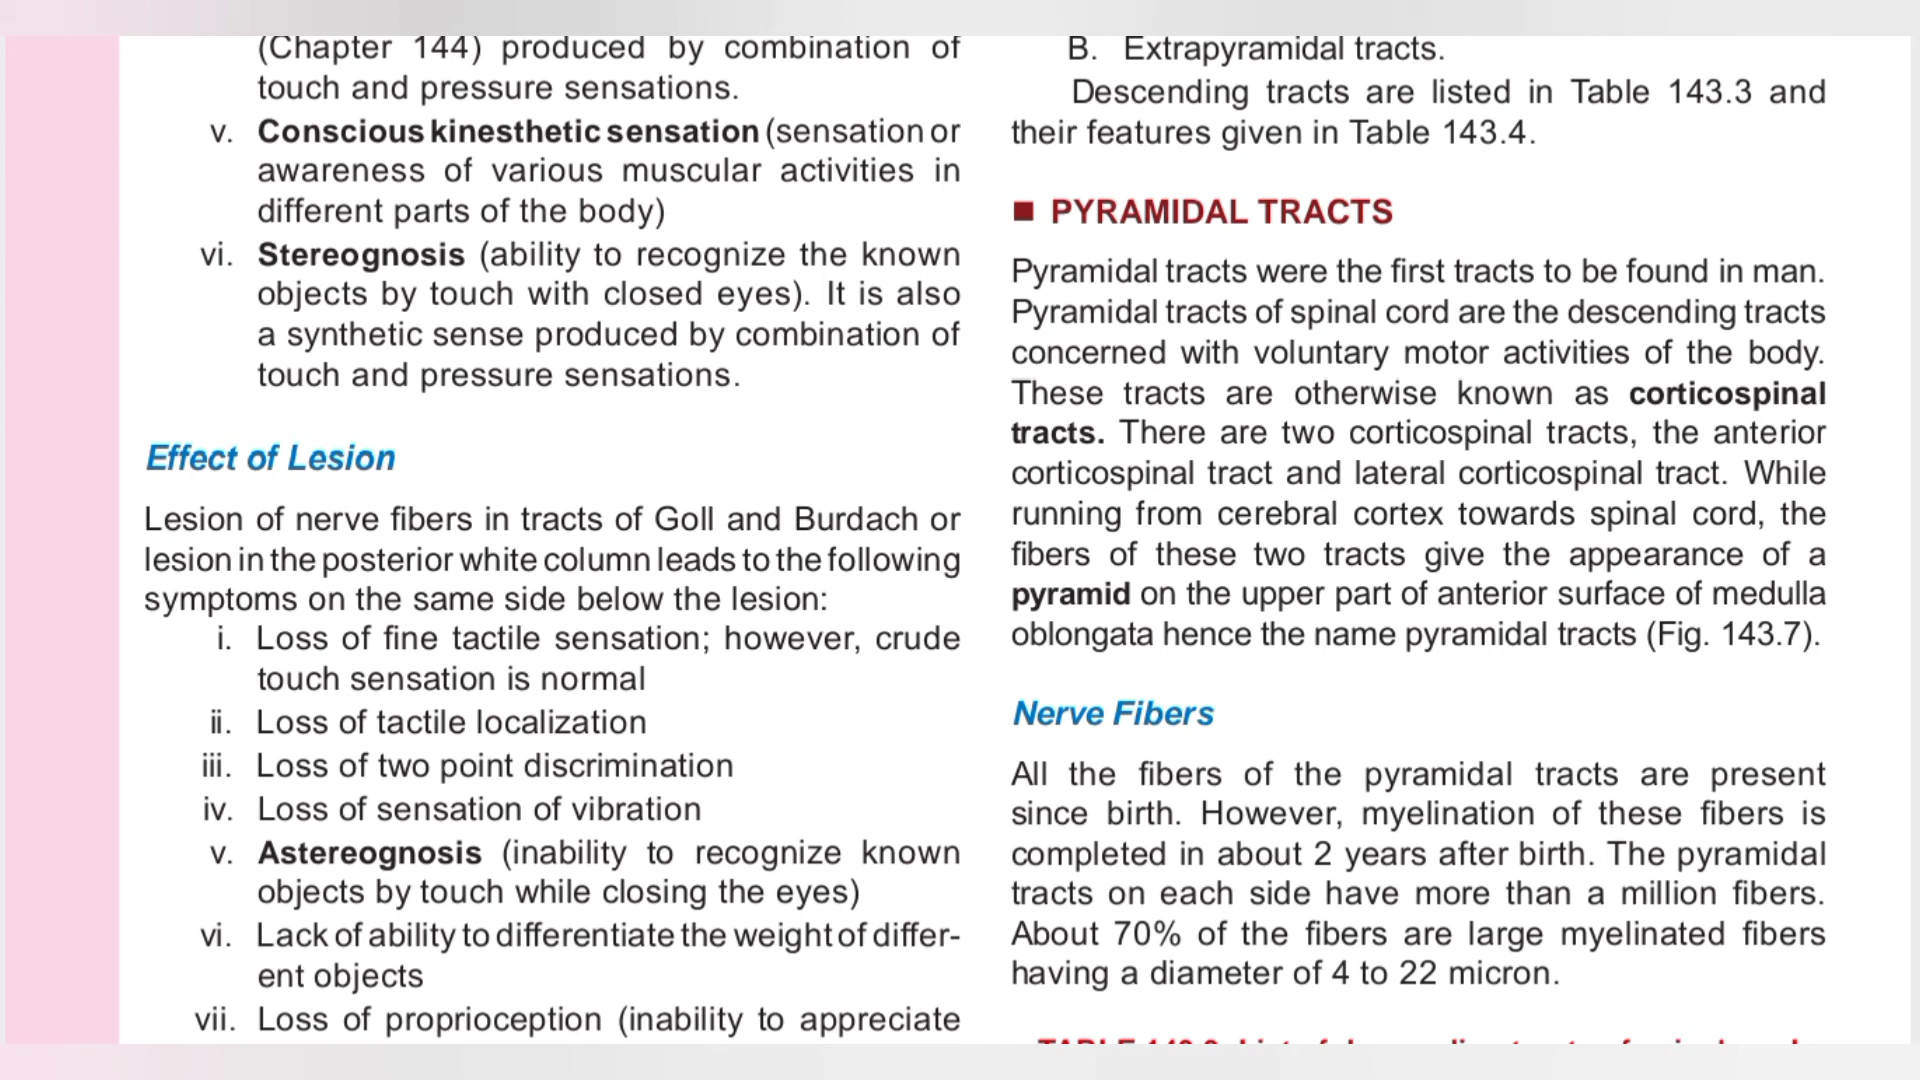 (Chapter 144) produced by combination of
touch and pressure sensations.
v. Conscious kinesthetic sensation (sensation or
awareness of various muscular activities in
different parts of the body)
vi. Stereognosis (ability to recognize the known
objects by touch with closed eyes). It is also
a synthetic sense produced by combination of
touch and pressure sensations.
Effect of Lesion
Lesion of nerve fibers in tracts of Goll and Burdach or
lesion in the posterior white column leads to the following
symptoms on the same side below the lesion:
i. Loss of fine tactile sensation; however, crude
touch sensation is normal
ii. Loss of tactile localization
iii. Loss of two point discrimination
iv. Loss of sensation of vibration
v. Astereognosis (inability to recognize known
objects by touch while closing the eyes)
vi. Lack of ability to differentiate the weight of differ-
ent objects
vii. Loss of proprioception (inability to appreciate
B. Extrapyramidal tracts.
Descending tracts are listed in Table 143.3 and
their features given in Table 143.4.
■ PYRAMIDAL TRACTS
Pyramidal tracts were the first tracts to be found in man.
Pyramidal tracts of spinal cord are the descending tracts
concerned with voluntary motor activities of the body.
These tracts are otherwise known as corticospinal
tracts. There are two corticospinal tracts, the anterior
corticospinal tract and lateral corticospinal tract. While
running from cerebral cortex towards spinal cord, the
fibers of these two tracts give the appearance of a
pyramid on the upper part of anterior surface of medulla
oblongata hence the name pyramidal tracts (Fig. 143.7).
Nerve Fibers
All the fibers of the pyramidal tracts are present
since birth. However, myelination of these fibers is
completed in about 2 years after birth. The pyramidal
tracts on each side have more than a million fibers.
About 70% of the fibers are large myelinated fibers
having a diameter of 4 to 22 micron.